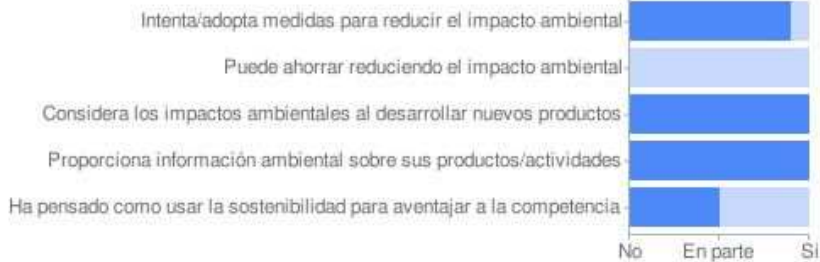 Intenta/adopta medidas para reducir el impacto ambiental
Puede ahorrar reduciendo el impacto ambiental
Considera los impactos ambientales al desarrollar nuevos productos
Proporciona información ambiental sobre sus productos/actividades
Ha pensado como usar la sostenibilidad para aventajar a la competencia
No En parte Si